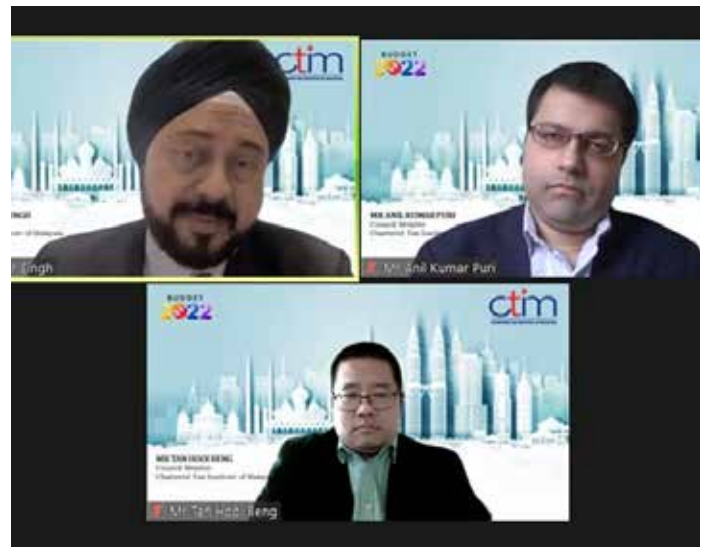 ctim
INGH
Singh
BUDGET
2022
MR ANIL KUMAR PURI
Council Member
Chartered Tax Institute
Mr. Anil Kumar Puri
BUDGET
2022
ctim
MR TAN HOOI BENG
Council Member
Chartered Tax Institute of Malaysia
Mr Tan Hooi Beng